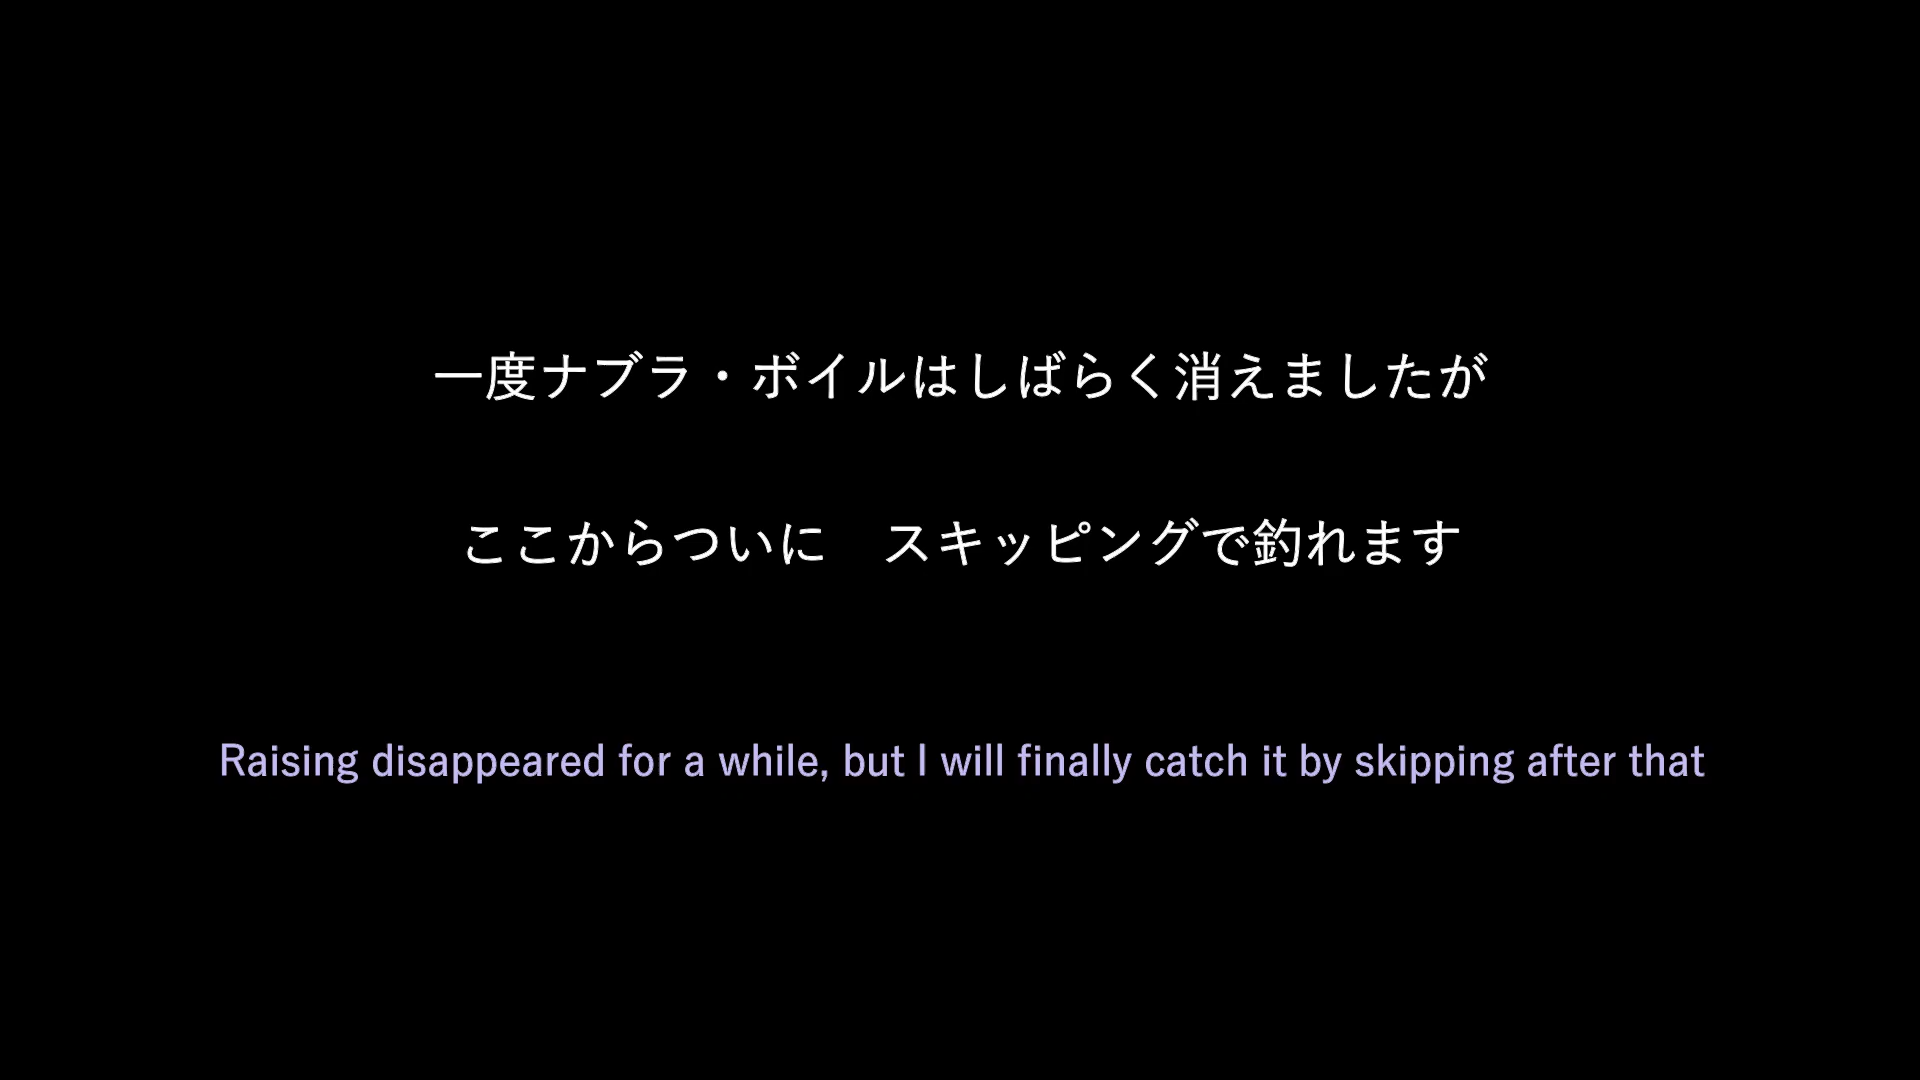 一度ナブラ・ボイルはしばらく消えましたが
ここからついに　スキッピングで釣れます
Raising disappeared for a while, but I will finally catch it by skipping after that